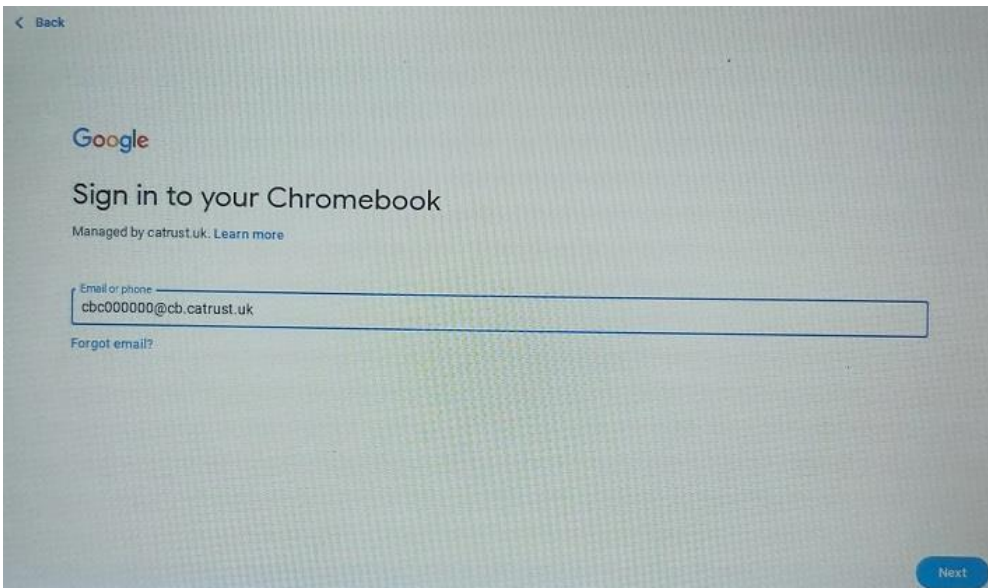 Back
Google
Sign in to your Chromebook
Managed by catrust.uk. Learn more
Email or phone
cbc000000@cb.catrust.uk
Forgot email?
Next